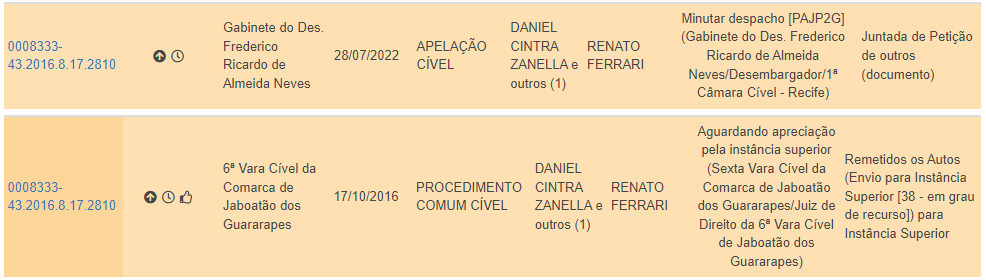 0008333-
43.2016.8.17.2810
Gabinete do Des.
Frederico
Ricardo de
Almeida Neves
28/07/2022
APELAÇÃO
CÍVEL
DANIEL
CINTRA
ZANELLA e
outros (1)
RENATO
FERRARI
Minutar despacho [PAJP2G]
(Gabinete do Des. Frederico
Ricardo de Almeida
Neves/Desembargador/1ª
Câmara Cível - Recife)
Juntada de Petição
de outros
(documento)
0008333-
43.2016.8.17.2810
6ª Vara Cível da
Comarca de
Jaboatão dos
Guararapes
17/10/2016
PROCEDIMENTO
COMUM CÍVEL
DANIEL
CINTRA
ZANELLA e
outros (1)
RENATO
FERRARI
Aguardando apreciação
pela instância superior
(Sexta Vara Cível da
Comarca de Jaboatão
dos Guararapes/Juiz de
Direito da 6ª Vara Cível
de Jaboatão dos
Guararapes)
Remetidos os Autos
(Envio para Instância
Superior [38 - em grau
de recurso]) para
Instância Superior